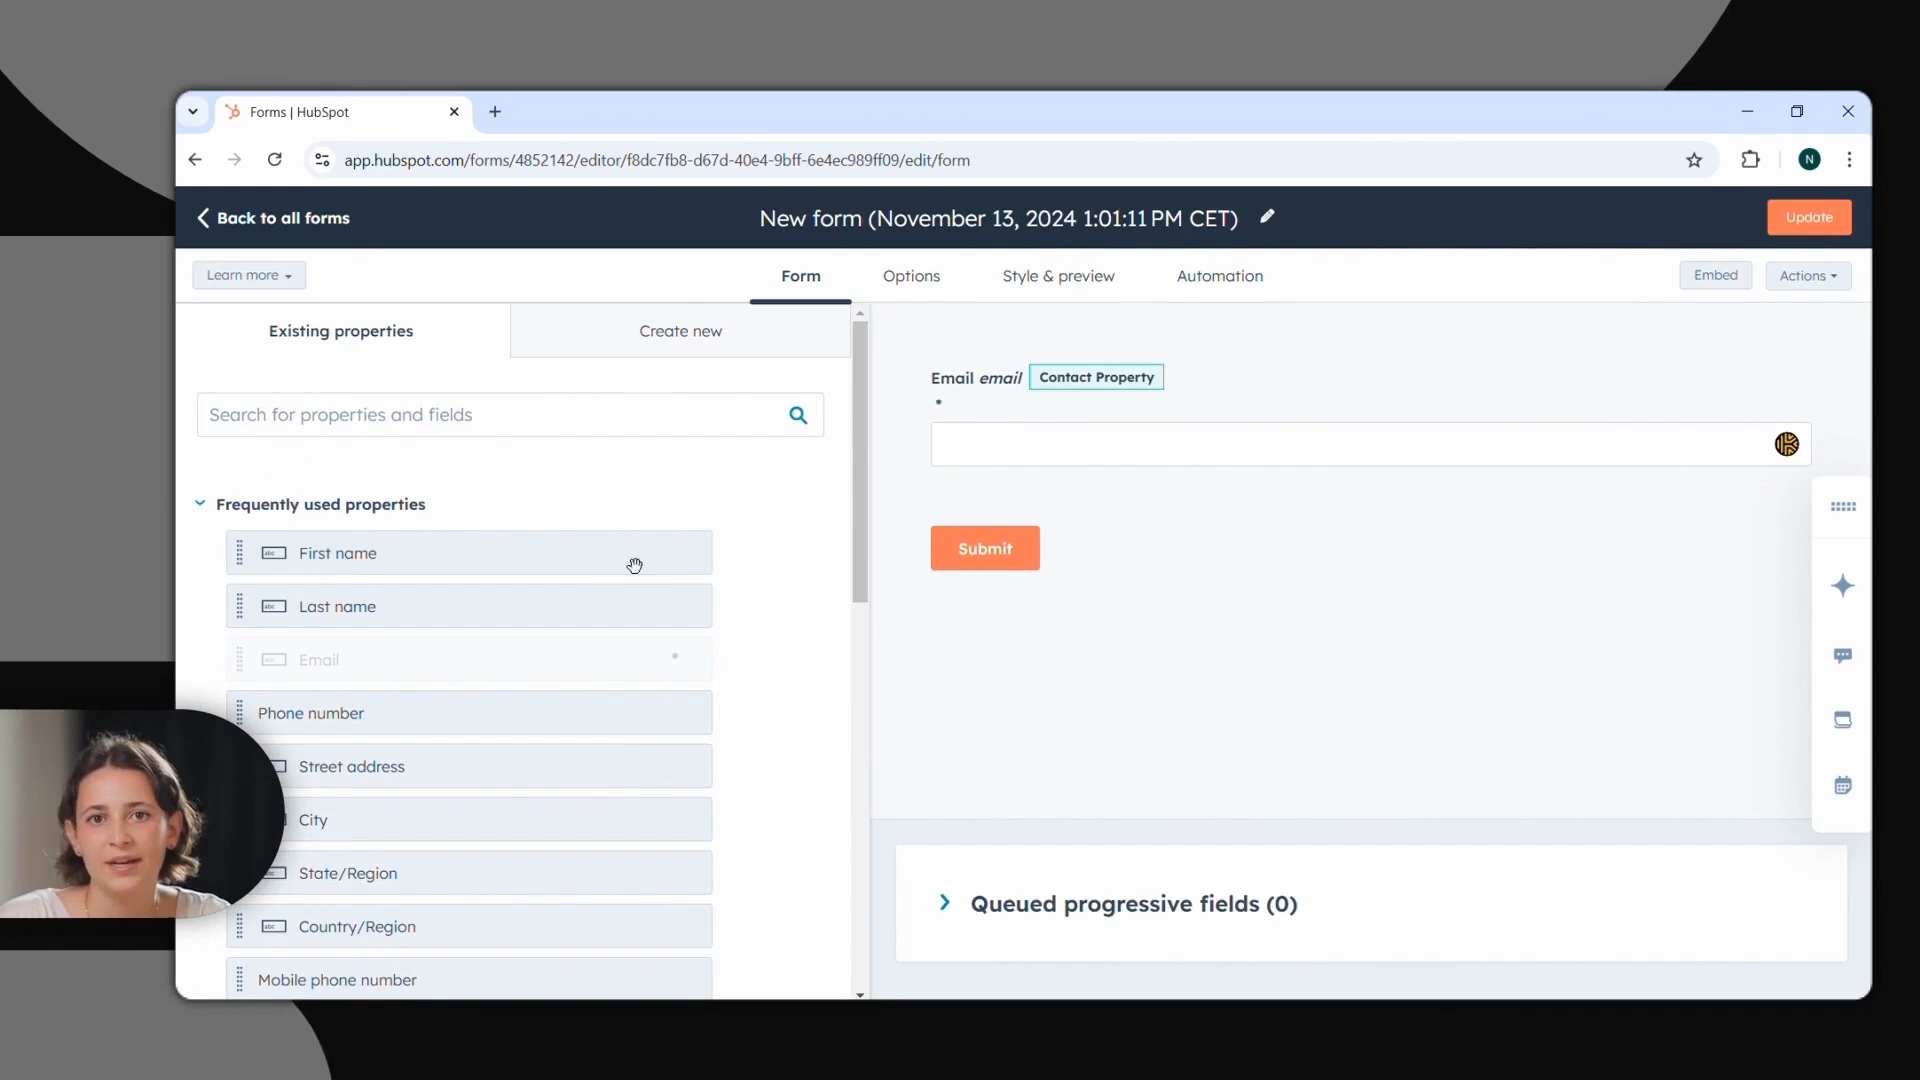 Forms | HubSpot
app.hubspot.com/forms/4852142/editor/f8dc7fb8-d67d-40e4-9bff-6e4ec989ff09/edit/form
N
Back to all forms
New form (November 13, 2024 1:01:11 PM CET)
Update
Learn more
Form
Options
Style & preview
Automation
Embed
Actions
Existing properties
Create new
Search for properties and fields
Frequently used properties
First name
Last name
Email *
Phone number
Street address
City
State/Region
Country/Region
Mobile phone number
Email email Contact Property
*
Submit
Queued progressive fields (0)